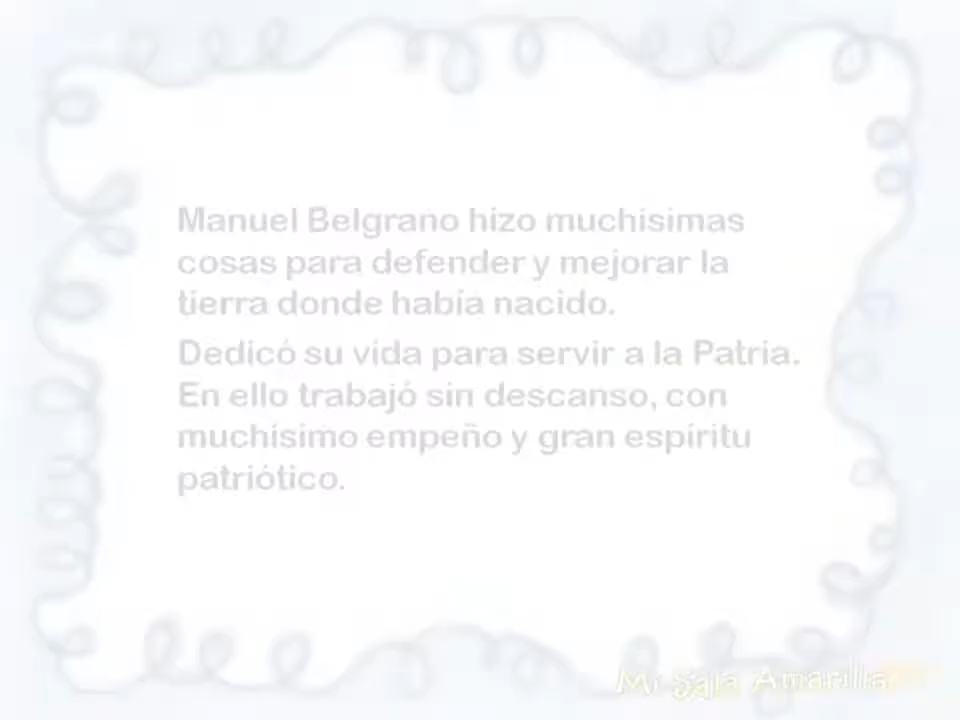 Manuel Belgrano hizo muchísimas
cosas para defender y mejorar la
tierra donde había nacido.
Dedicó su vida para servir a la Patria.
En ello trabajó sin descanso, con
muchísimo empeño y gran espíritu
patriótico.
Mi Sala Amarilla